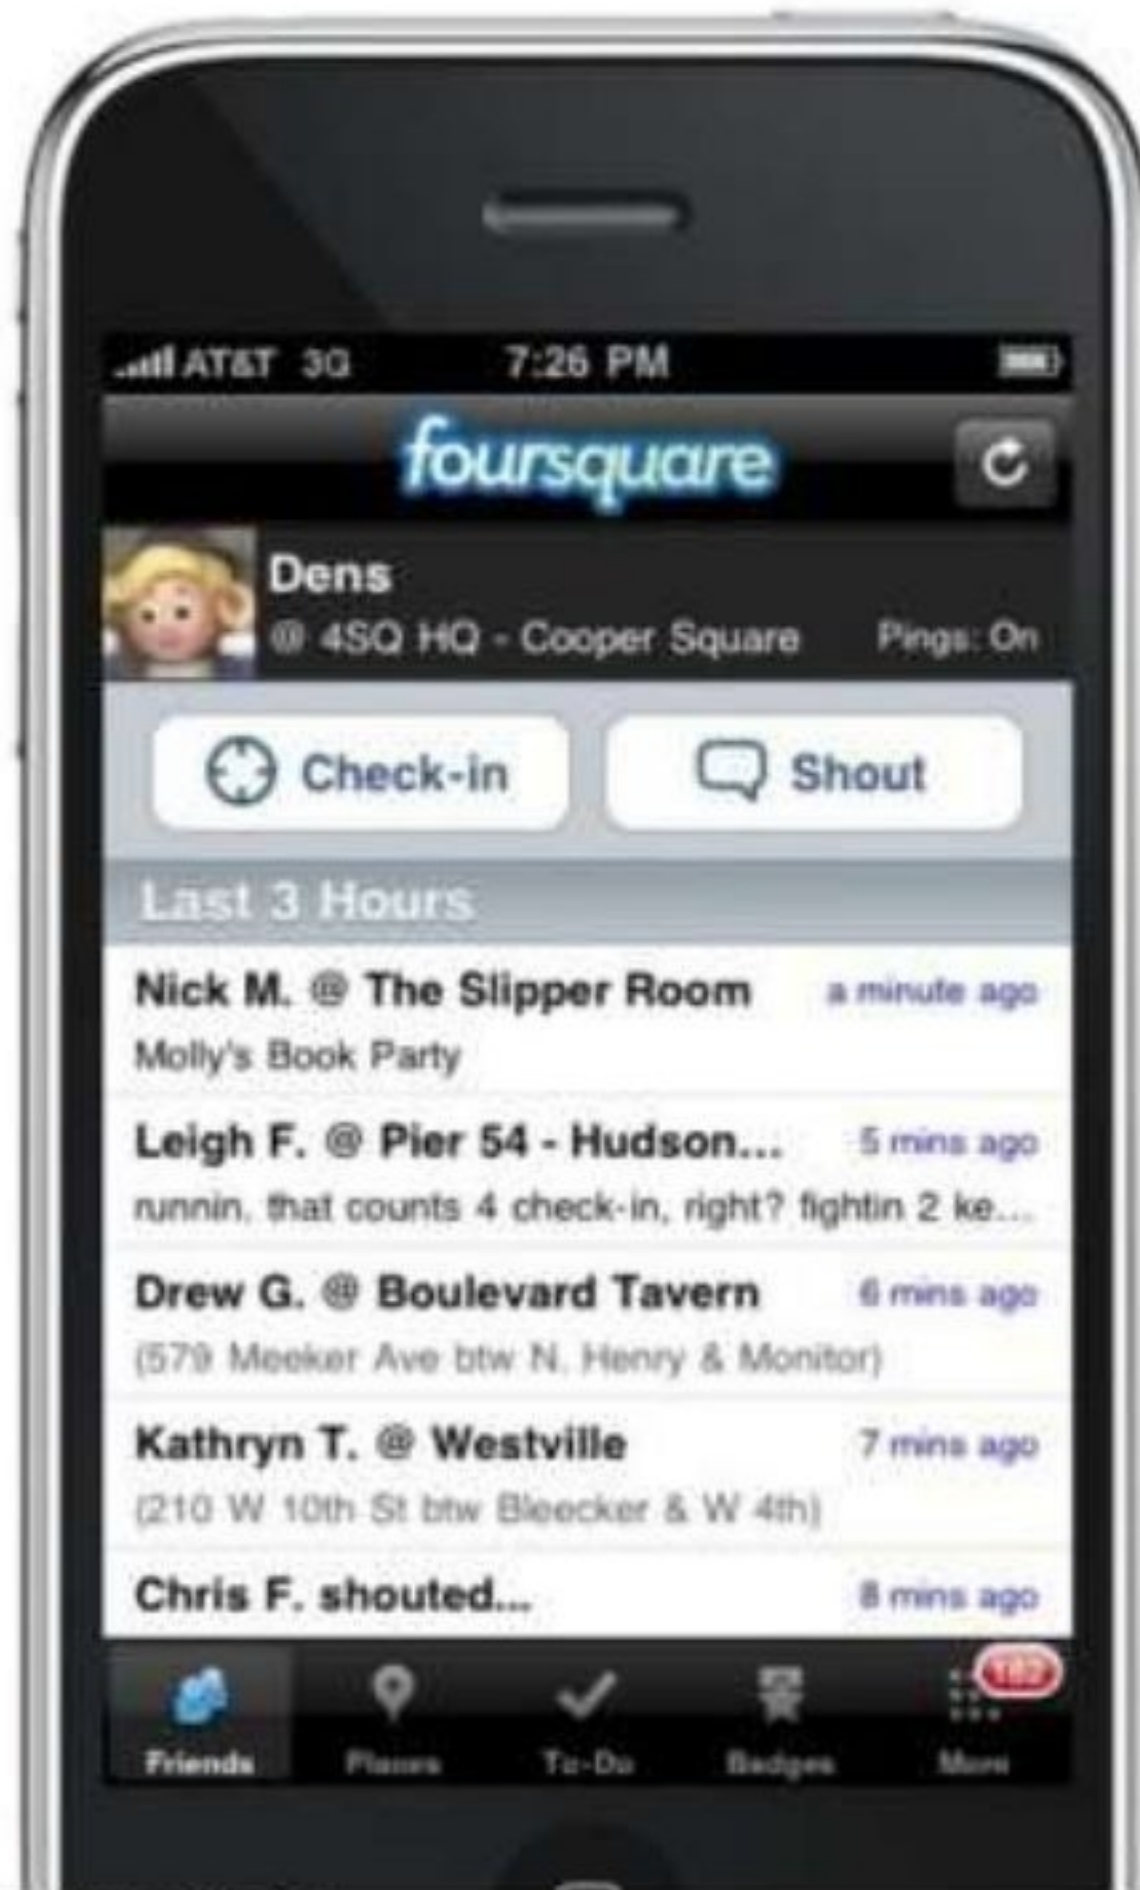 AT&T 3G 7:26 PM
foursquare
Dens
@ 4SQ HQ - Cooper Square Pings: On
Check-in Shout
Last 3 Hours
Nick M. @ The Slipper Room a minute ago
Molly's Book Party
Leigh F. @ Pier 54 - Hudson... 5 mins ago
runnin. that counts 4 check-in, right? fightin 2 ke...
Drew G. @ Boulevard Tavern 6 mins ago
(579 Meeker Ave btw N. Henry & Monitor)
Kathryn T. @ Westville 7 mins ago
(210 W 10th St btw Bleecker & W 4th)
Chris F. shouted... 8 mins ago
Friends Places To-Do Badges More